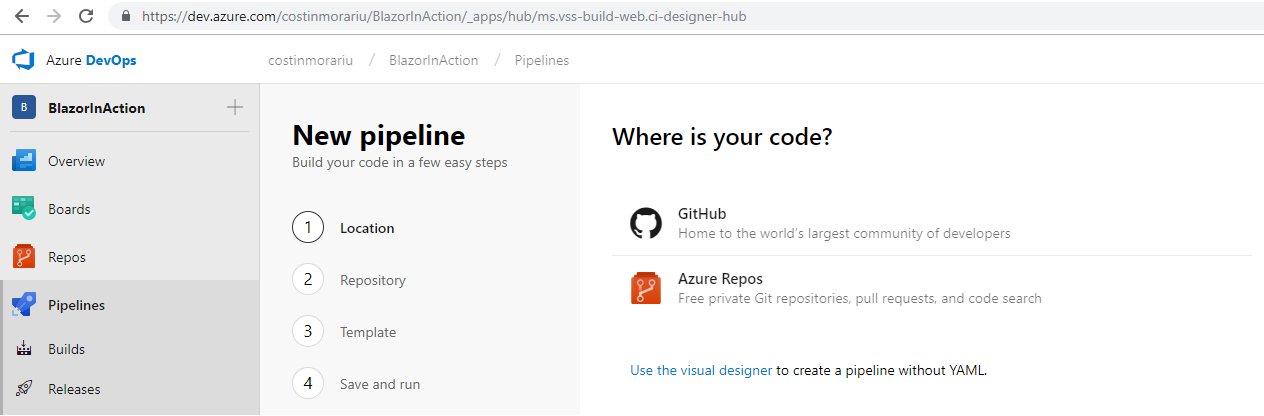 https://dev.azure.com/costinmorariu/BlazorInAction/_apps/hub/ms.vss-build-web.ci-designer-hub
Azure DevOps
costinmorariu / BlazorInAction / Pipelines
B BlazorInAction
Overview
Boards
Repos
Pipelines
Builds
Releases
New pipeline
Build your code in a few easy steps
1 Location
2 Repository
3 Template
4 Save and run
Where is your code?
GitHub
Home to the world's largest community of developers
Azure Repos
Free private Git repositories, pull requests, and code search
Use the visual designer to create a pipeline without YAML.